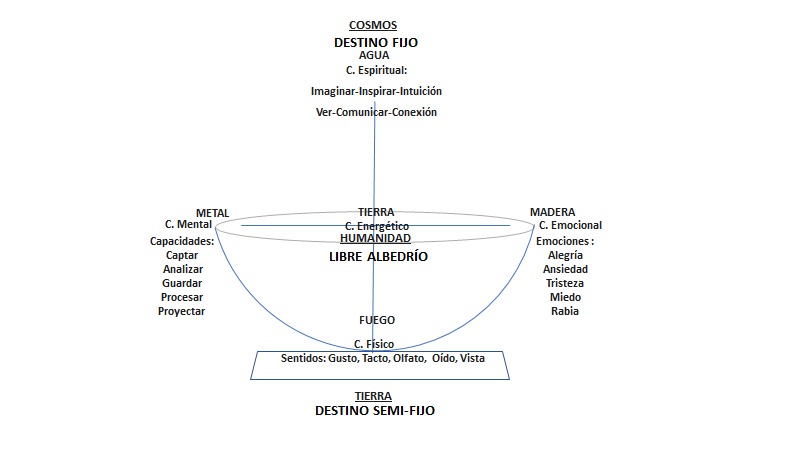 COSMOS
DESTINO FIJO
AGUA
C. Espiritual:
Imaginar-Inspirar-Intuición
Ver-Comunicar-Conexión
METAL
C. Mental
Capacidades:
Captar
Analizar
Guardar
Procesar
Proyectar
TIERRA
C. Energético
HUMANIDAD
LIBRE ALBEDRÍO
MADERA
C. Emocional
Emociones :
Alegría
Ansiedad
Tristeza
Miedo
Rabia
FUEGO
C. Físico
Sentidos: Gusto, Tacto, Olfato, Oído, Vista
TIERRA
DESTINO SEMI-FIJO